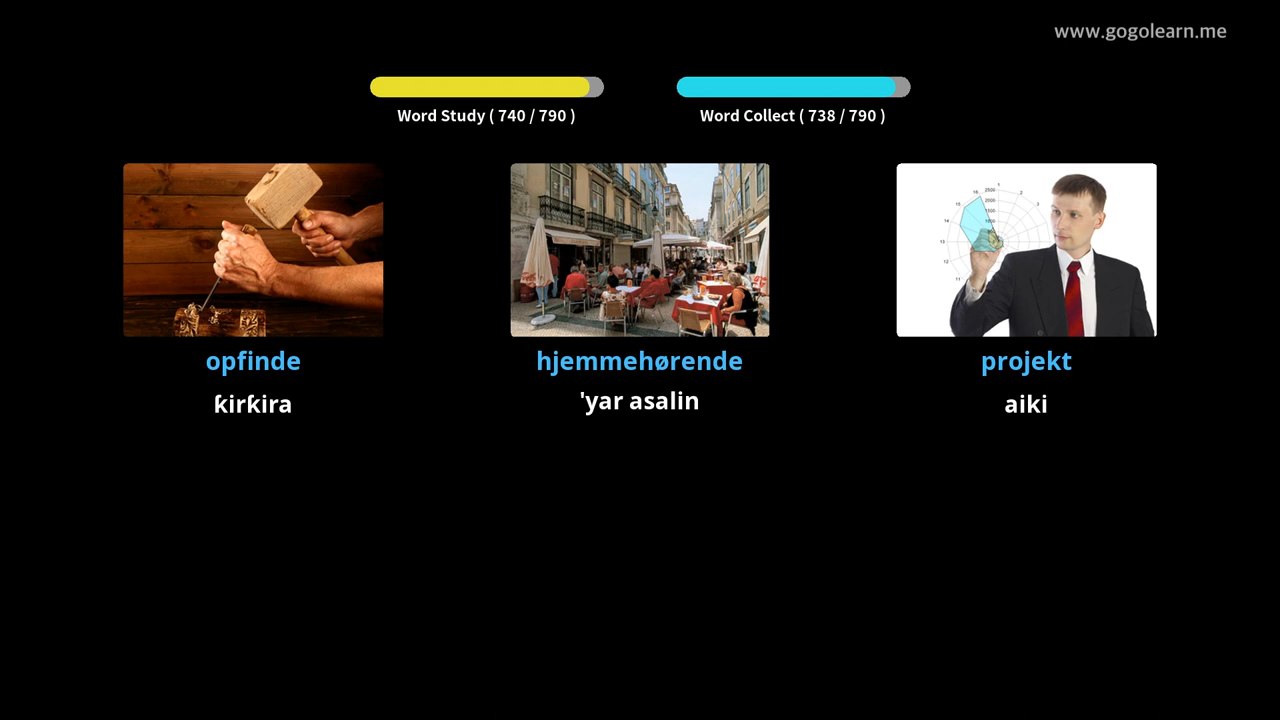 www.gogolearn.me
Word Study ( 740 / 790 )
Word Collect ( 738 / 790 )
opfinde
hjemmehørende
projekt
ƙirƙira
'yar asalin
aiki